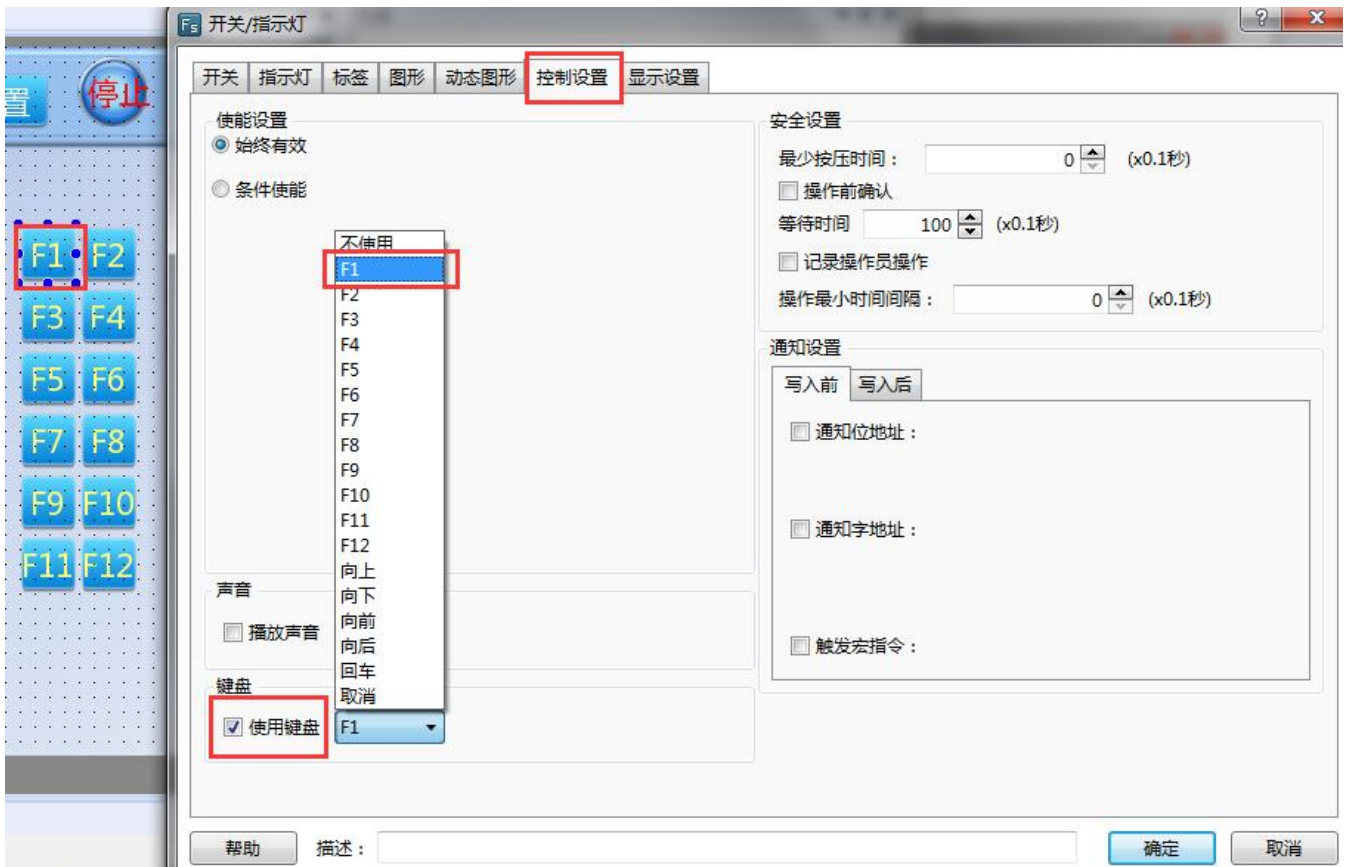 Fs 开关/指示灯
? X
开关 指示灯 标签 图形 动态图形 控制设置 显示设置
置 停止
F1 F2
F3 F4
F5 F6
F7 F8
F9 F10
F11 F12
使能设置
始终有效
条件使能
不使用
F1
F2
F3
F4
F5
F6
F7
F8
F9
F10
F11
F12
向上
向下
向前
向后
回车
取消
声音
播放声音
键盘
使用键盘 F1
安全设置
最少按压时间： 0 (x0.1秒)
操作前确认
等待时间 100 (x0.1秒)
记录操作员操作
操作最小时间间隔： 0 (x0.1秒)
通知设置
写入前 写入后
通知位地址：
通知字地址：
触发宏指令：
帮助 描述： 确定 取消